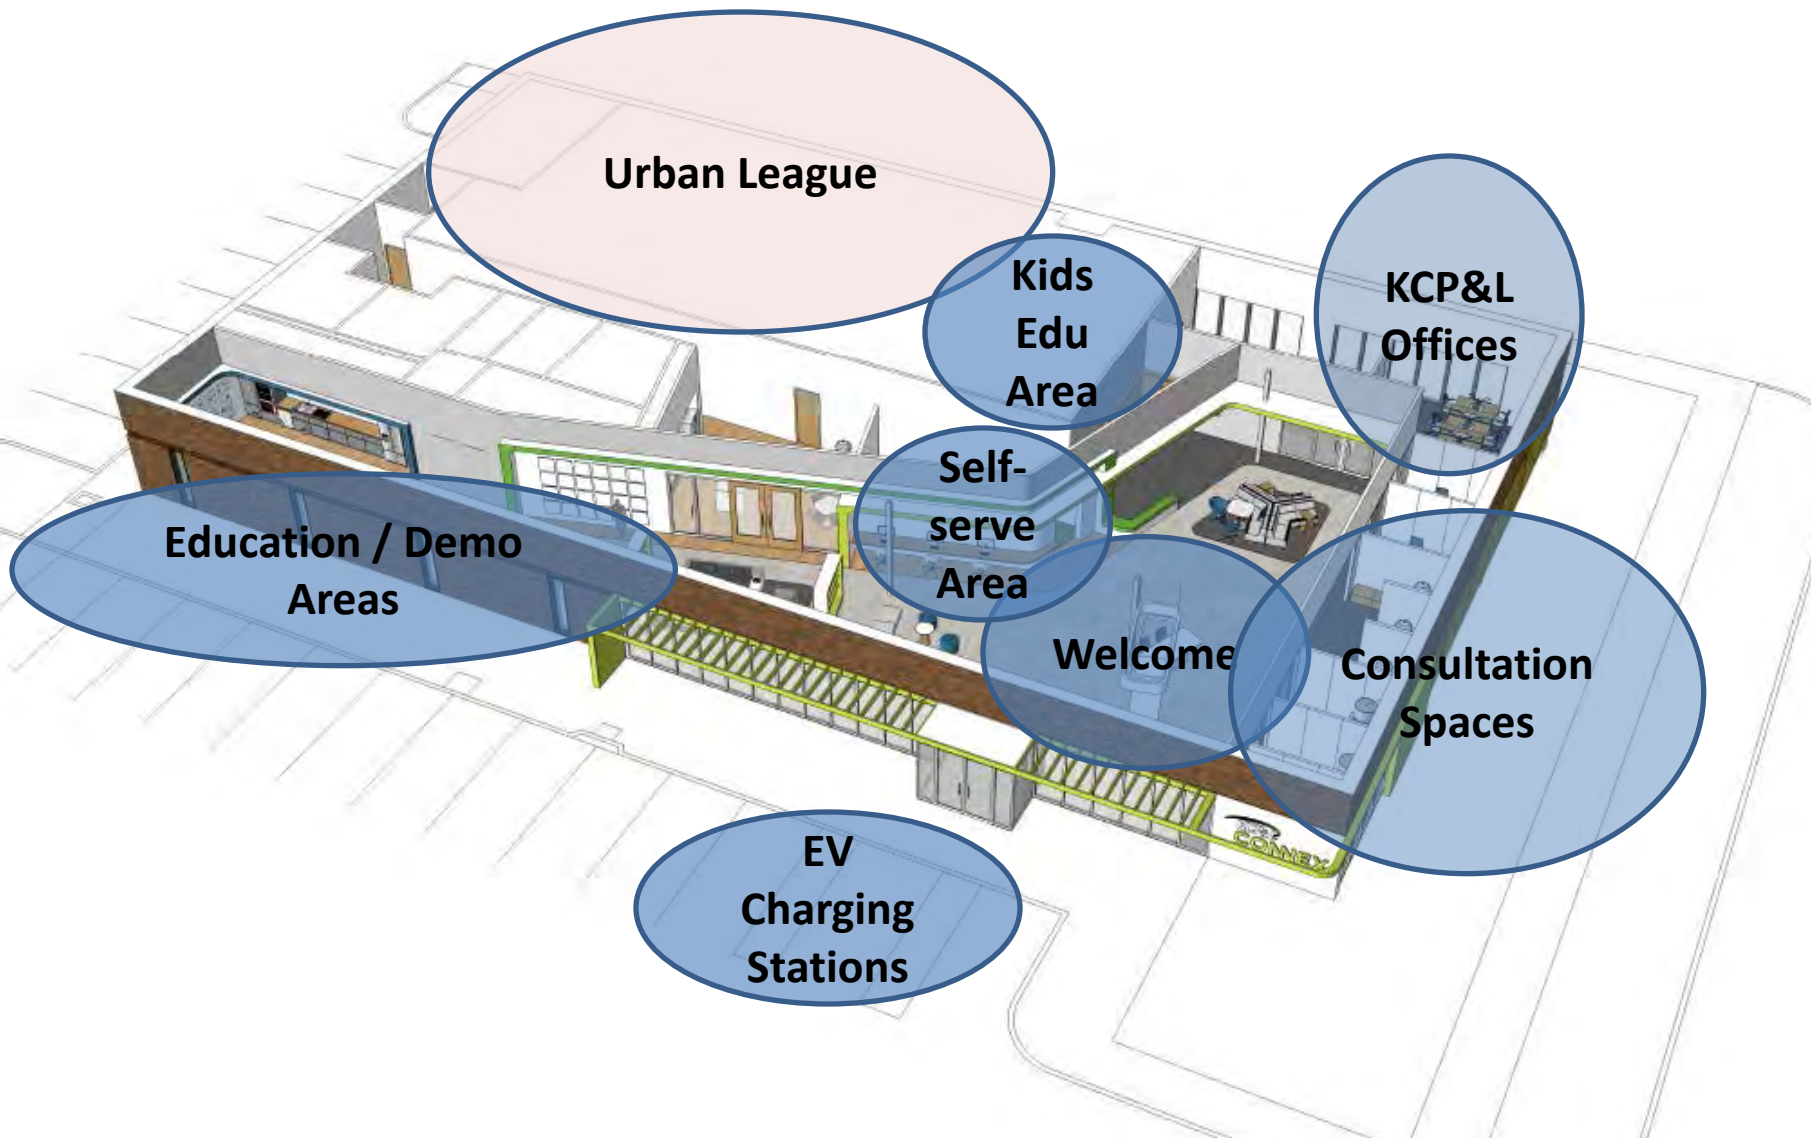 Urban League
Kids
Edu
Area
KCP&L
Offices
Self-
serve
Area
Education / Demo
Areas
Welcome
Consultation
Spaces
EV
Charging
Stations
CONNEX